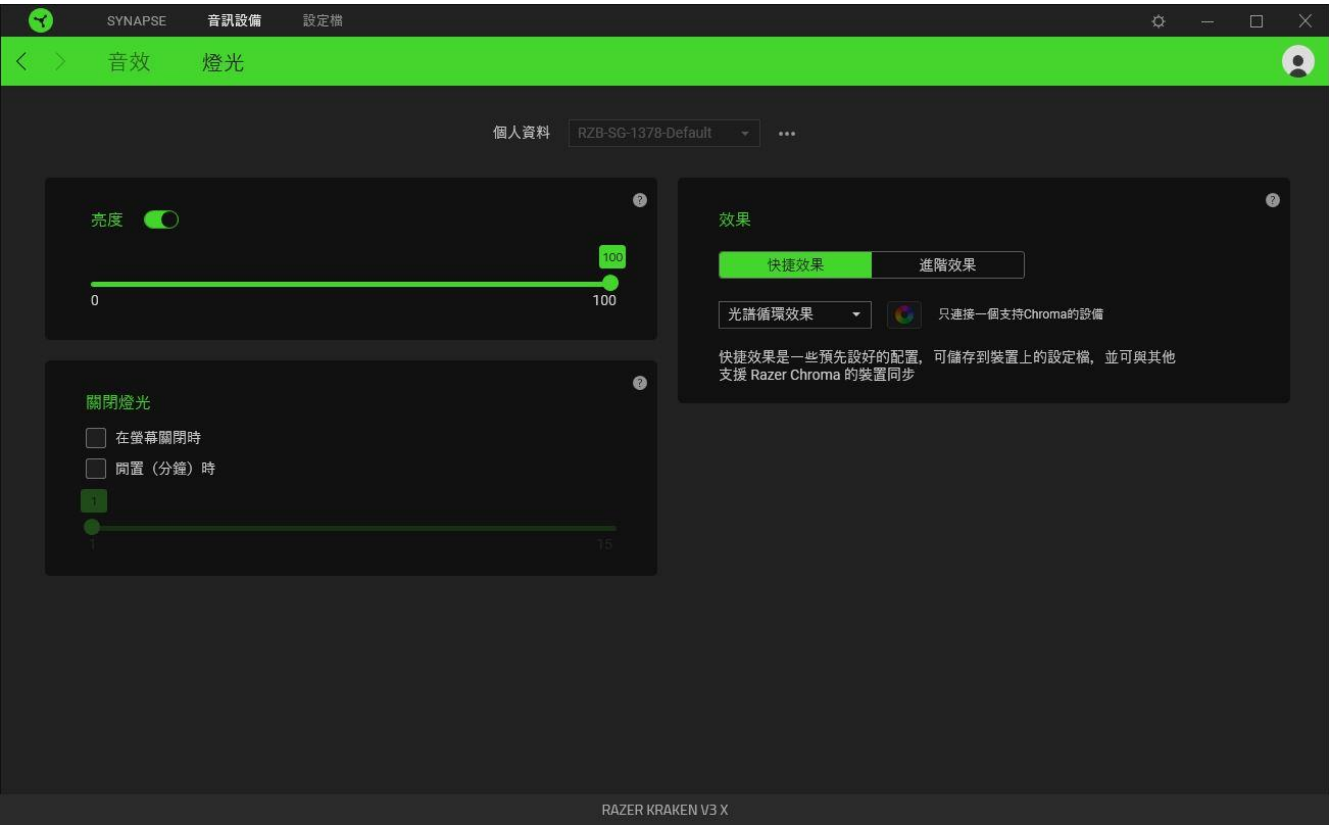 SYNAPSE 音訊設備 設定檔
音效 燈光
個人資料 RZB-SG-1378-Default
亮度
100
0 100
關閉燈光
在螢幕關閉時
閒置（分鐘）時
1
1 15
效果
快捷效果 進階效果
光譜循環效果 只連接一個支持Chroma的設備
快捷效果是一些預先設好的配置，可儲存到裝置上的設定檔，並可與其他
支援 Razer Chroma 的裝置同步
RAZER KRAKEN V3 X